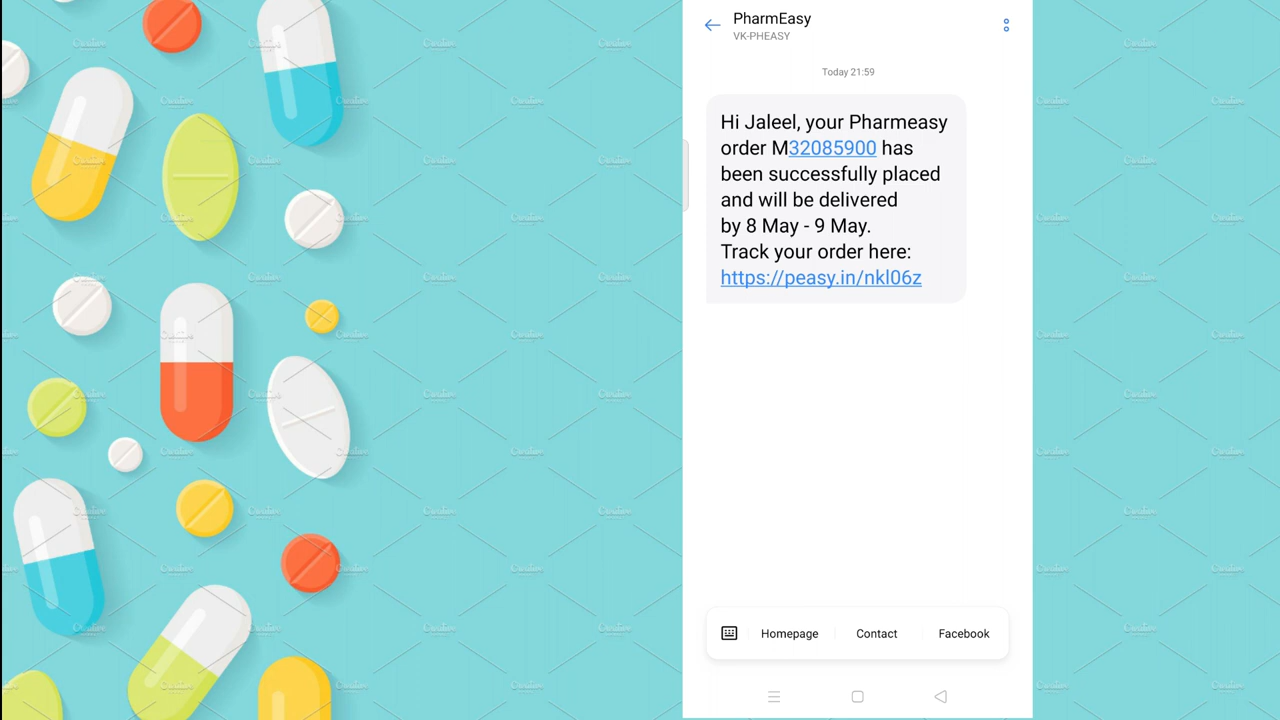 PharmEasy
VK-PHEASY
Today 21:59
Hi Jaleel, your Pharmeasy
order M32085900 has
been successfully placed
and will be delivered
by 8 May - 9 May.
Track your order here:
https://peasy.in/nkl06z
Homepage Contact Facebook